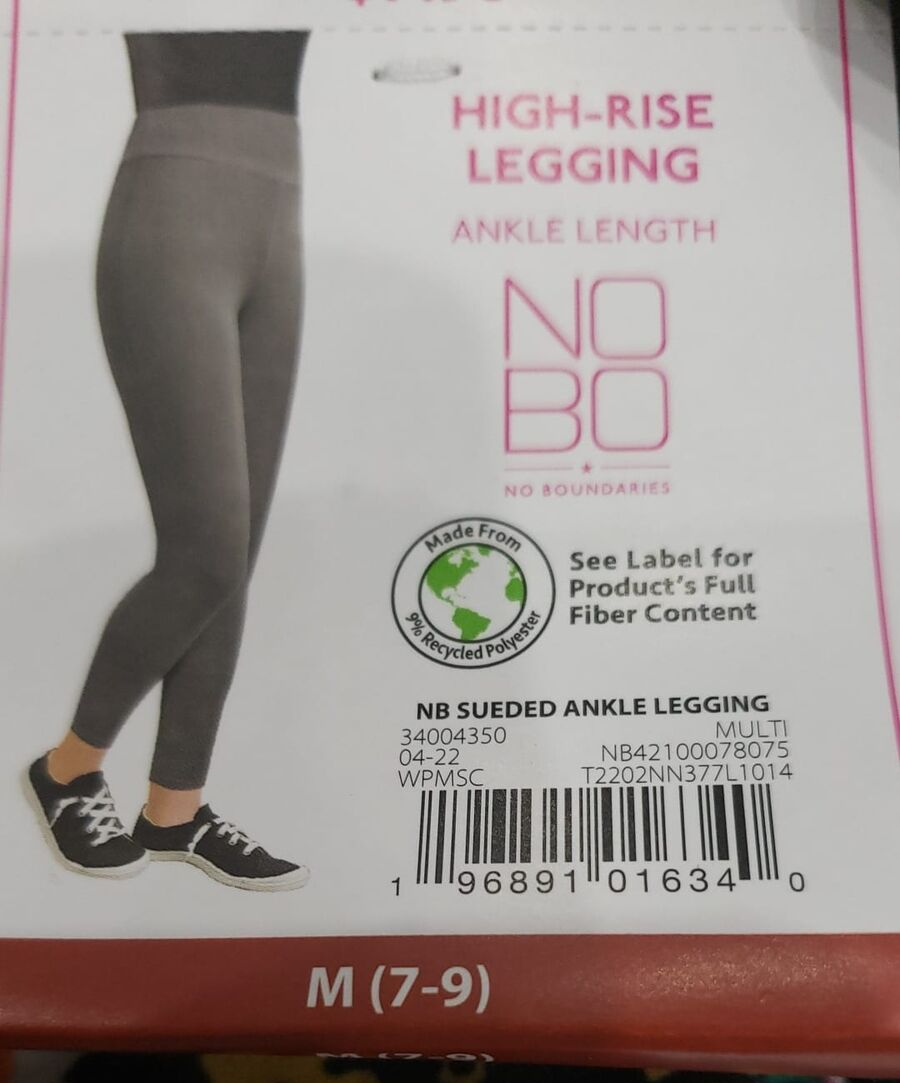 HIGH-RISE
LEGGING
ANKLE LENGTH
NO
BO
NO BOUNDARIES
Made From
9% Recycled Polyester
See Label for
Product's Full
Fiber Content
NB SUEDED ANKLE LEGGING
34004350 MULTI
04-22 NB42100078075
WPMSC T2202NN377L1014
1 96891 01634 0
M (7-9)
M (7-9)